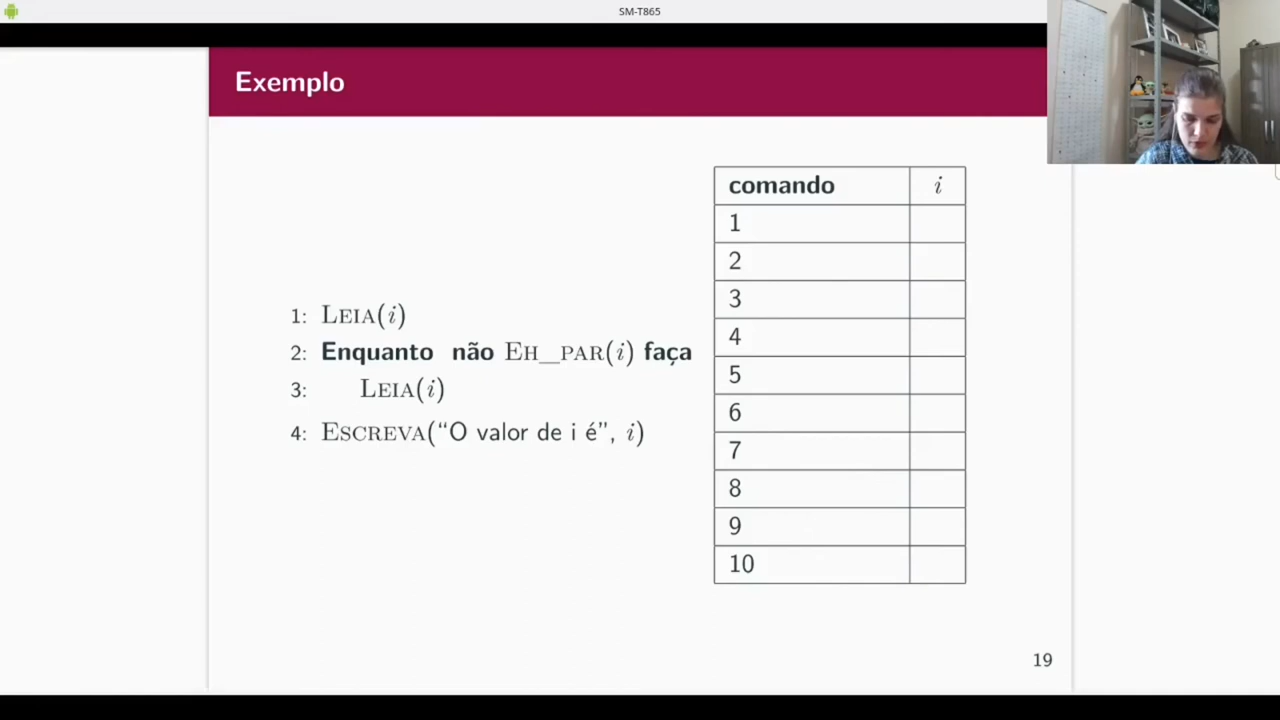 SM-T865
Exemplo
1: LEIA(i)
2: Enquanto não EH_PAR(i) faça
3: LEIA(i)
4: ESCREVA(“O valor de i é”, i)
comando i
1
2
3
4
5
6
7
8
9
10
19